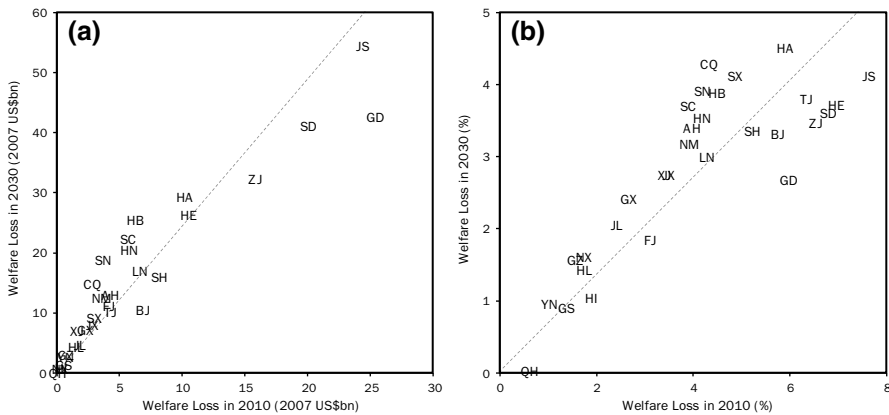 (a)
60
50
40
30
20
10
0
Welfare Loss in 2030 (2007 US$bn)
JS
GD
SD
ZJ
HA
HE
HB
SC
HN
SN
LN
SH
CQ
NM
AH
FJ
TJ
BJ
SX
JX
XJ
GX
JL
QH
0 5 10 15 20 25 30
Welfare Loss in 2010 (2007 US$bn)
(b)
5
4
3
2
1
0
Welfare Loss in 2030 (%)
HA
CQ
SX
JS
SN
HB
TJ
HE
SC
SD
HN
ZJ
AH
SH
BJ
NM
LN
GD
GX
JL
FJ
GZ
NX
HL
HI
YN
GS
QH
0 2 4 6 8
Welfare Loss in 2010 (%)